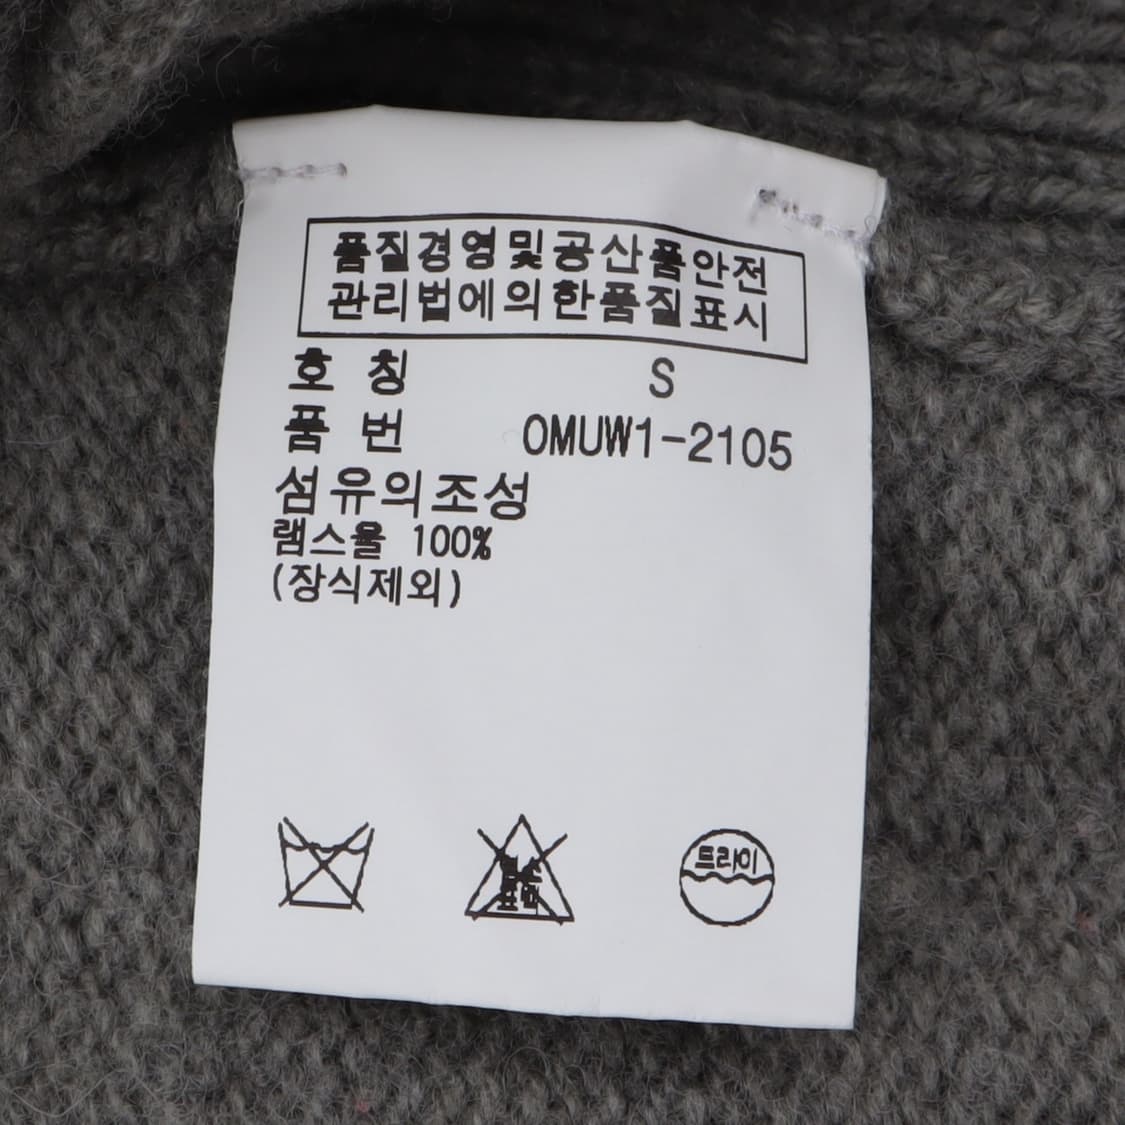 품질경영및공산품안전
관리법에의한품질표시
호 칭 S
품 번 OMUW1-2105
섬유의조성
램스울 100%
(장식제외)
드라이